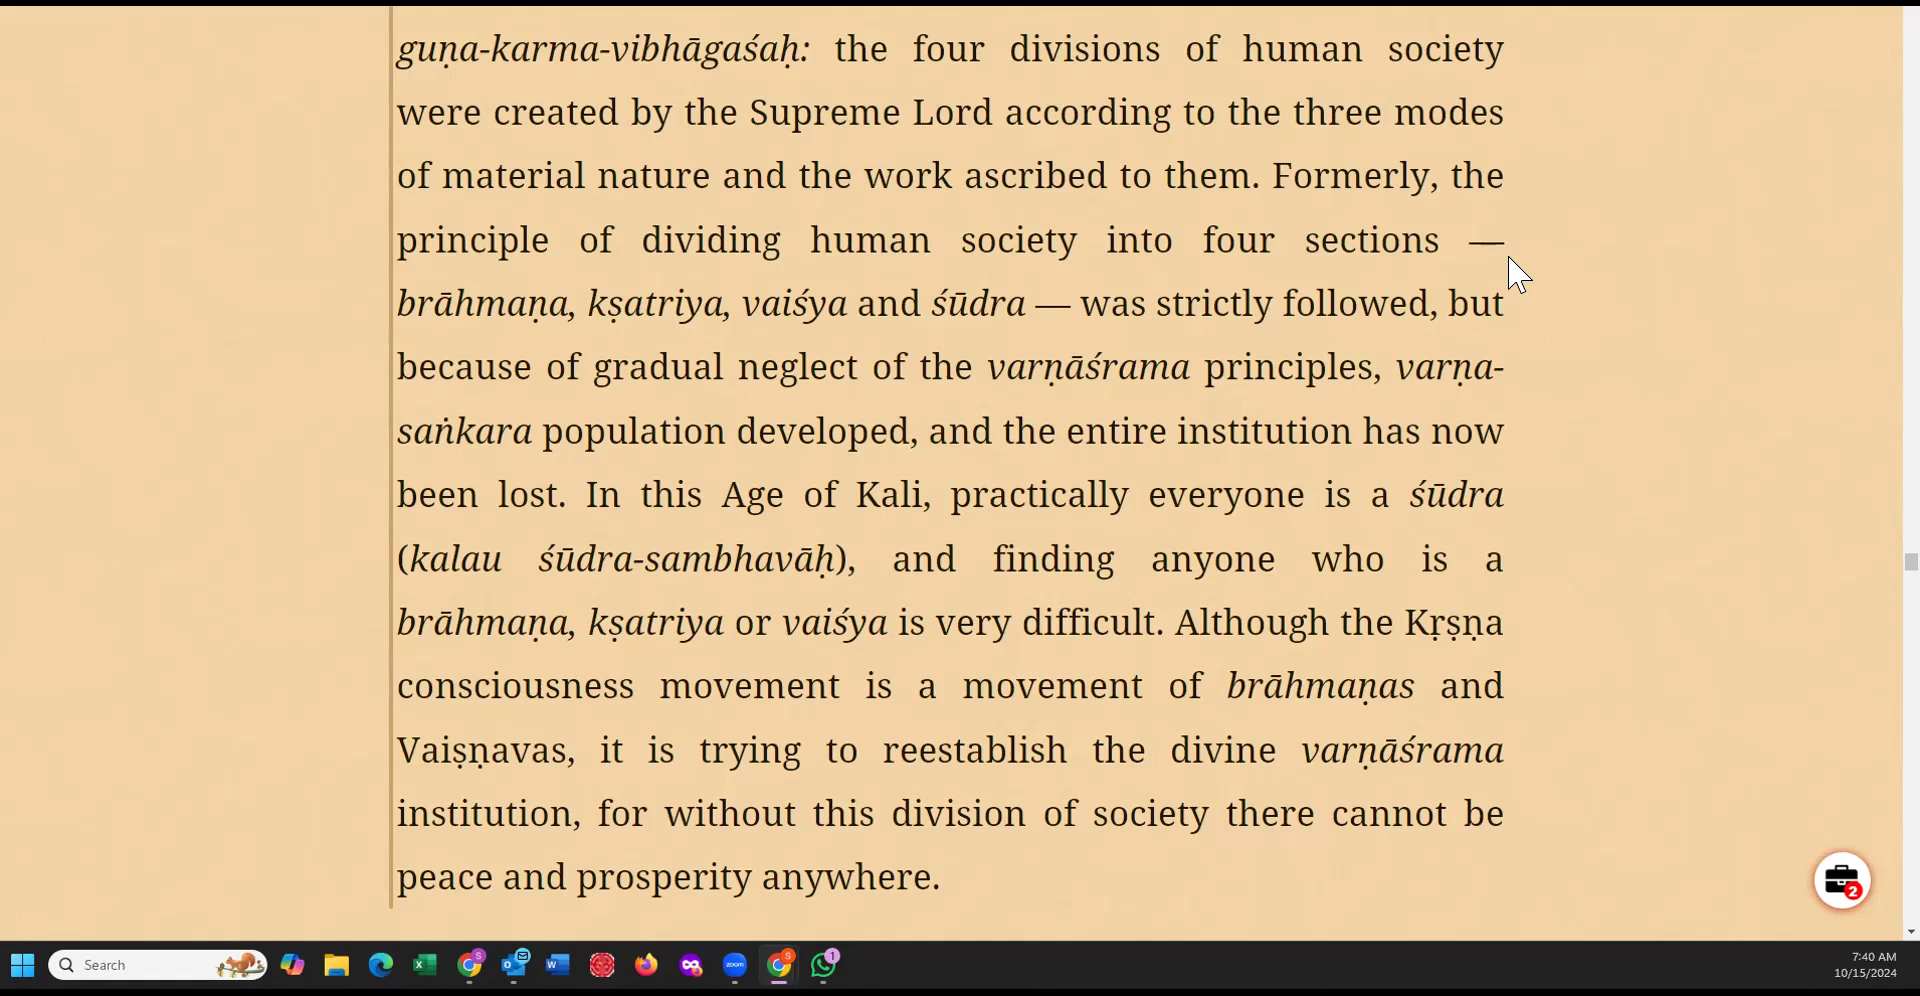 guṇa-karma-vibhāgaśaḥ: the four divisions of human society
were created by the Supreme Lord according to the three modes
of material nature and the work ascribed to them. Formerly, the
principle of dividing human society into four sections —
brāhmaṇa, kṣatriya, vaiśya and śūdra — was strictly followed, but
because of gradual neglect of the varṇāśrama principles, varṇa-
saṅkara population developed, and the entire institution has now
been lost. In this Age of Kali, practically everyone is a śūdra
(kalau śūdra-sambhavāḥ), and finding anyone who is a
brāhmaṇa, kṣatriya or vaiśya is very difficult. Although the Kṛṣṇa
consciousness movement is a movement of brāhmaṇas and
Vaiṣṇavas, it is trying to reestablish the divine varṇāśrama
institution, for without this division of society there cannot be
peace and prosperity anywhere.
2
Search
S
zoom
S
1
7:40 AM
10/15/2024